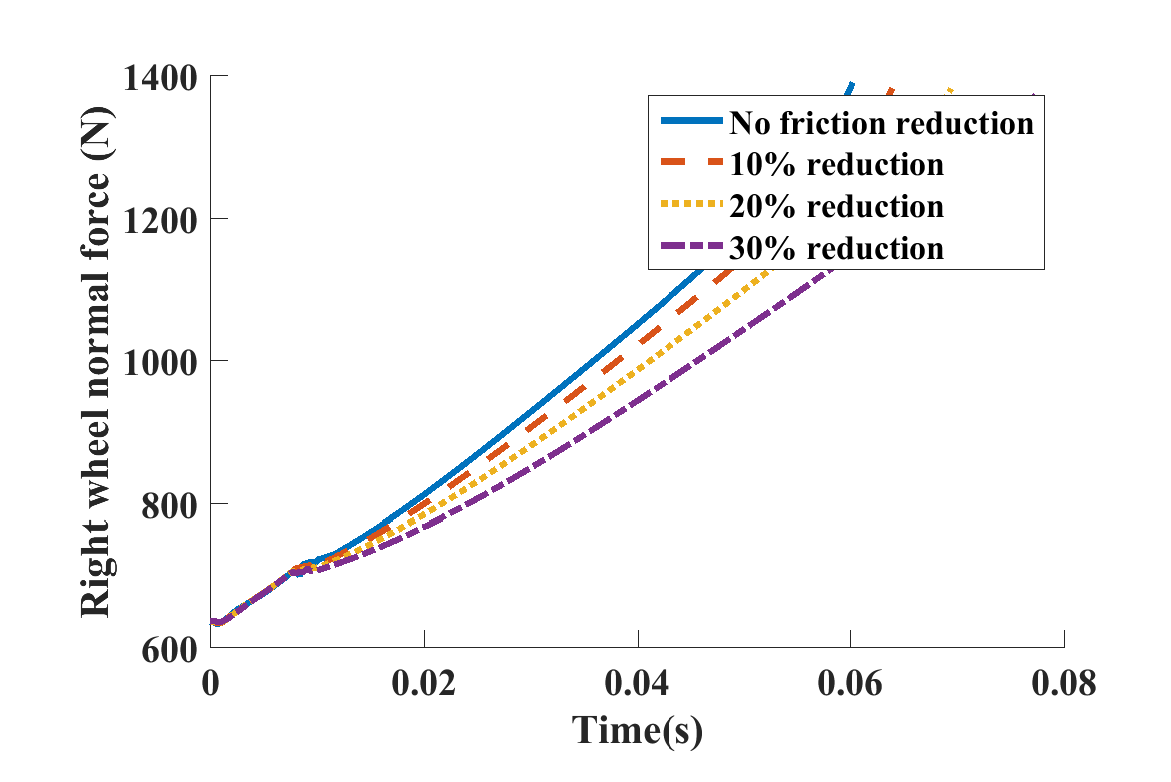 1400
1200
1000
800
600
Right wheel normal force (N)
No friction reduction
10% reduction
20% reduction
30% reduction
0
0.02
0.04
0.06
0.08
Time(s)